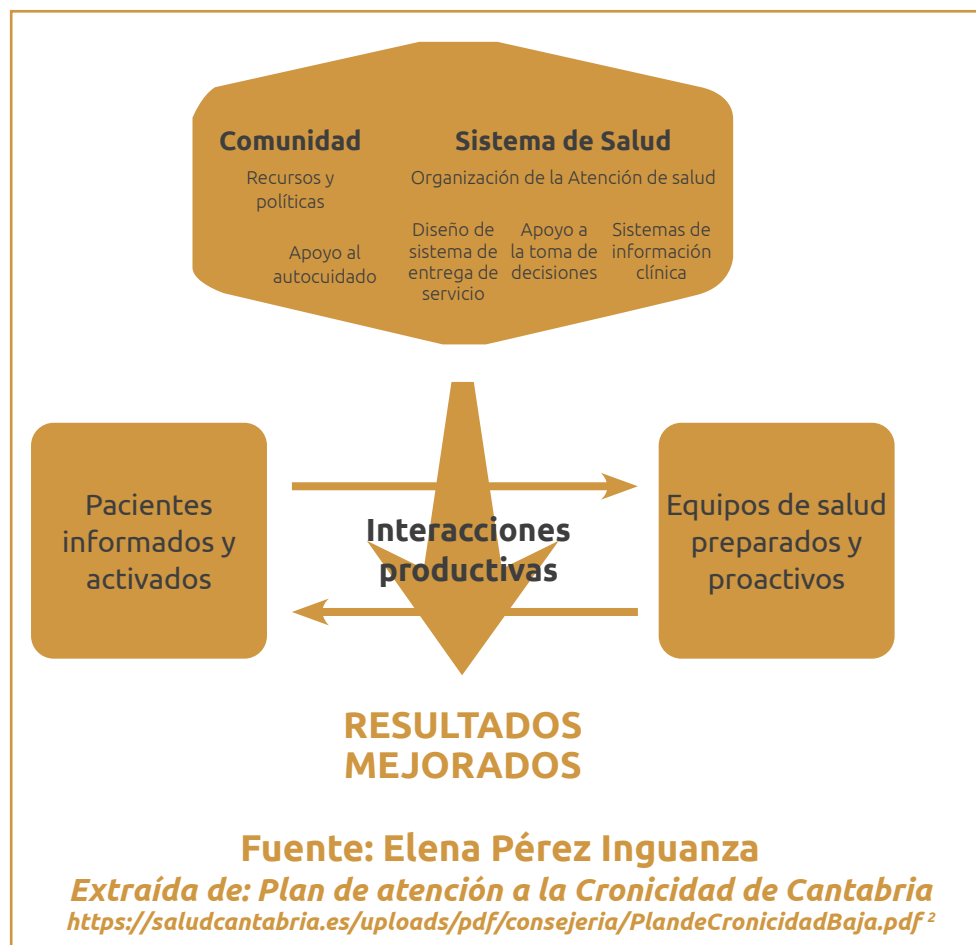 Comunidad
Recursos y
políticas
Apoyo al
autocuidado
Sistema de Salud
Organización de la Atención de salud
Diseño de
sistema de
entrega de
servicio
Apoyo a
la toma de
decisiones
Sistemas de
información
clínica
Pacientes
informados y
activados
Interacciones
productivas
Equipos de salud
preparados y
proactivos
RESULTADOS
MEJORADOS
Fuente: Elena Pérez Inguanza
Extraída de: Plan de atención a la Cronicidad de Cantabria
https://saludcantabria.es/uploads/pdf/consejeria/PlandeCronicidadBaja.pdf ²